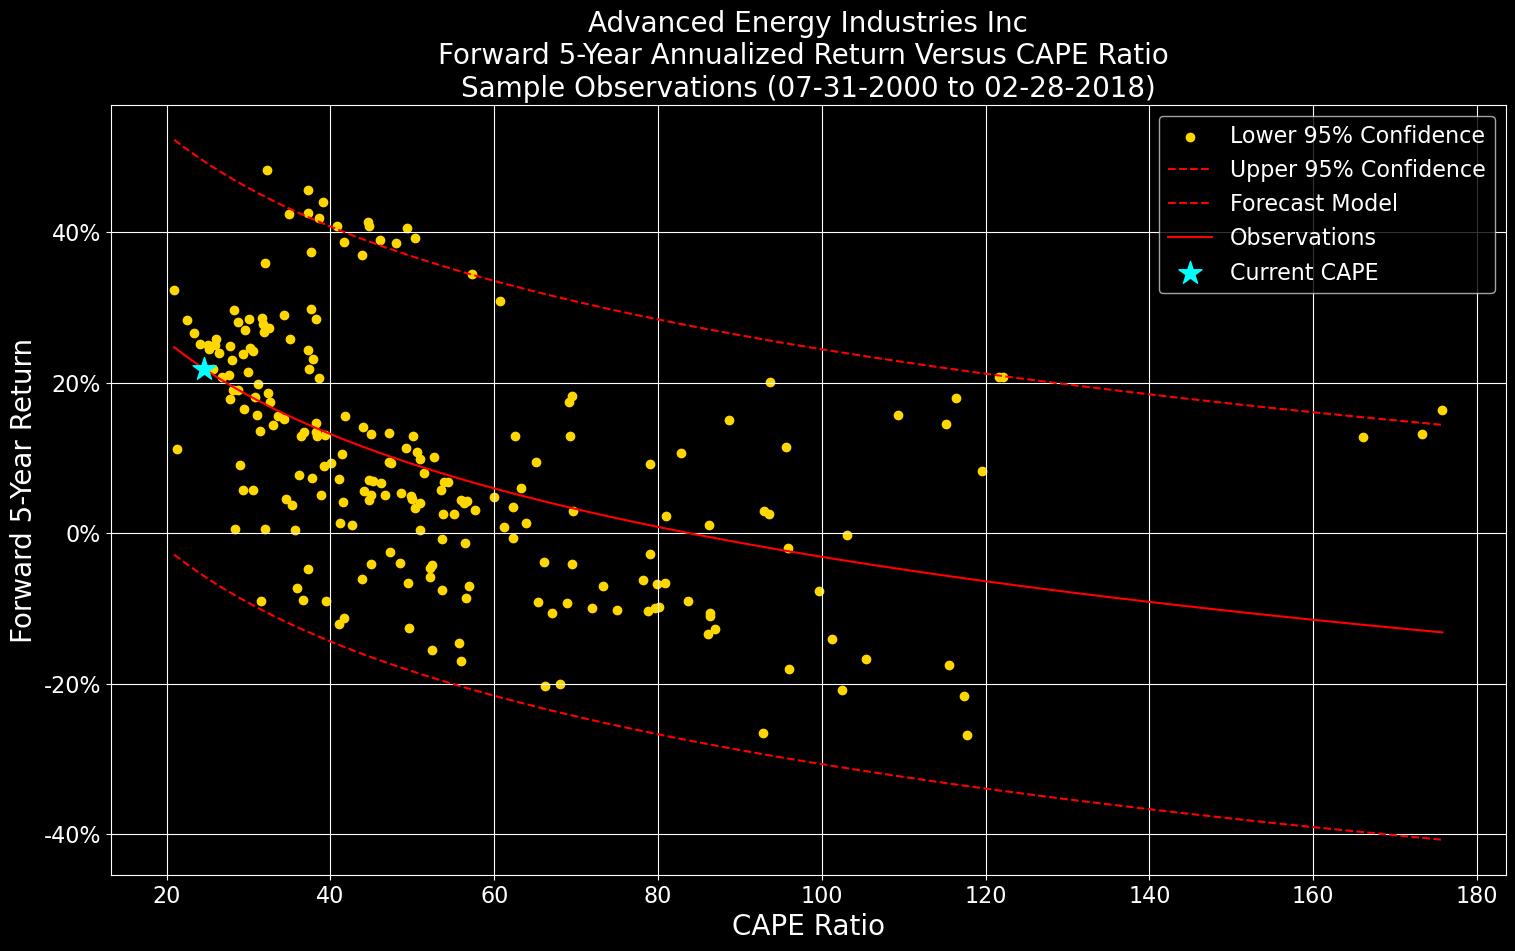 Advanced Energy Industries Inc
Forward 5-Year Annualized Return Versus CAPE Ratio
Sample Observations (07-31-2000 to 02-28-2018)
Lower 95% Confidence
Upper 95% Confidence
Forecast Model
Observations
Current CAPE
Forward 5-Year Return
40%
20%
0%
-20%
-40%
20 40 60 80 100 120 140 160 180
CAPE Ratio